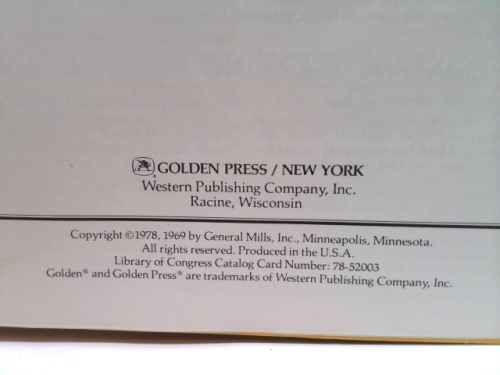 GOLDEN PRESS / NEW YORK
Western Publishing Company, Inc.
Racine, Wisconsin
Copyright ©1978, 1969 by General Mills, Inc., Minneapolis, Minnesota.
All rights reserved. Produced in the U.S.A.
Library of Congress Catalog Card Number: 78-52003
Golden® and Golden Press® are trademarks of Western Publishing Company, Inc.